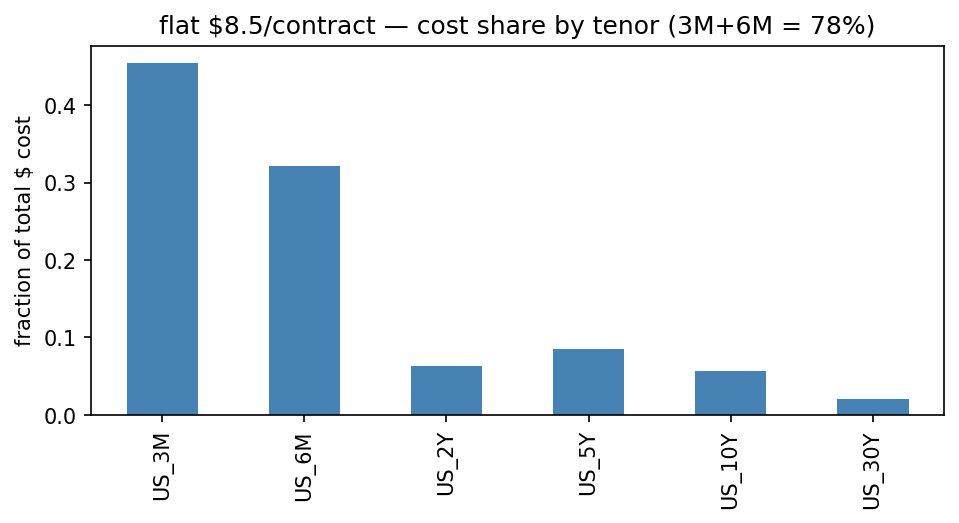 flat $8.5/contract — cost share by tenor (3M+6M = 78%)
fraction of total $ cost
0.4
0.3
0.2
0.1
0.0
US_3M
US_6M
US_2Y
US_5Y
US_10Y
US_30Y